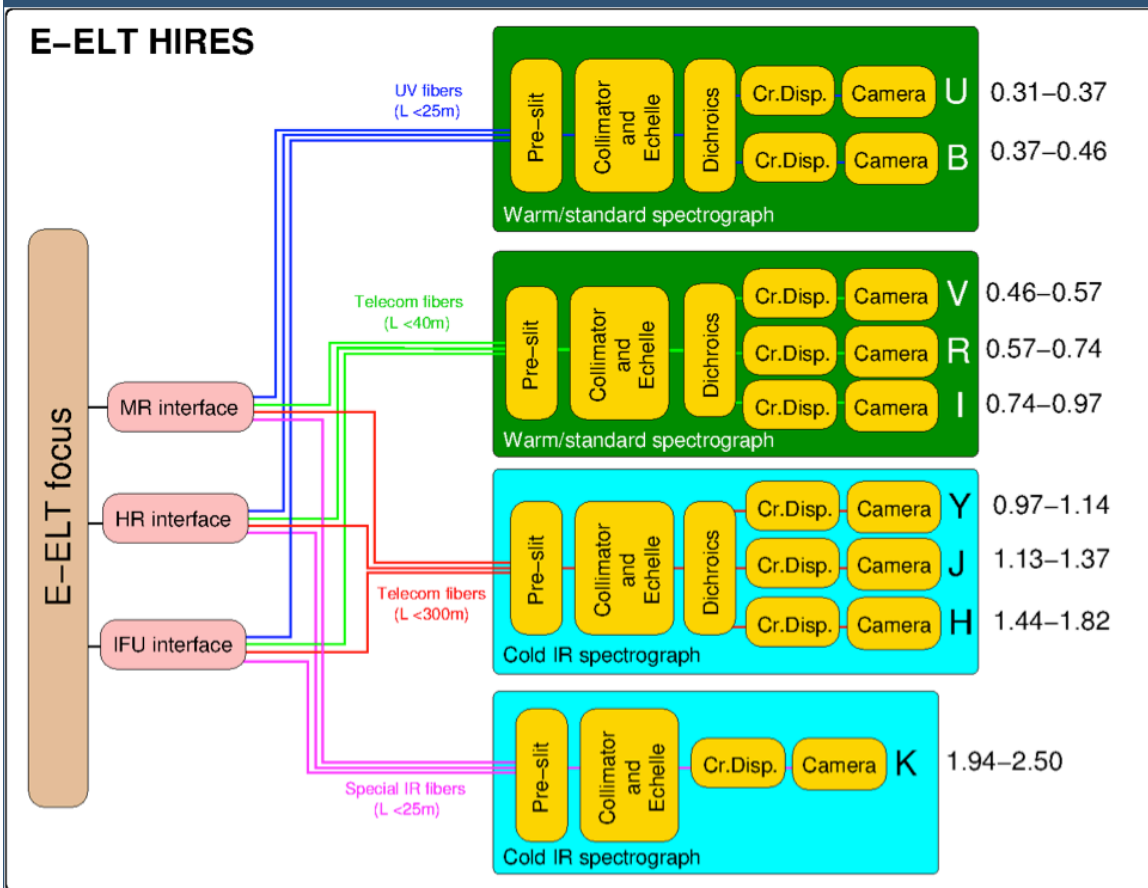 E-ELT HIRES
E-ELT focus
MR interface
HR interface
IFU interface
UV fibers
(L <25m)
Telecom fibers
(L <40m)
Telecom fibers
(L <300m)
Special IR fibers
(L <25m)
Pre-slit
Collimator
and
Echelle
Dichroics
Cr.Disp.
Camera
U
0.31-0.37
Cr.Disp.
Camera
B
0.37-0.46
Warm/standard spectrograph
Pre-slit
Collimator
and
Echelle
Dichroics
Cr.Disp.
Camera
V
0.46-0.57
Cr.Disp.
Camera
R
0.57-0.74
Cr.Disp.
Camera
I
0.74-0.97
Warm/standard spectrograph
Pre-slit
Collimator
and
Echelle
Dichroics
Cr.Disp.
Camera
Y
0.97-1.14
Cr.Disp.
Camera
J
1.13-1.37
Cr.Disp.
Camera
H
1.44-1.82
Cold IR spectrograph
Pre-slit
Collimator
and
Echelle
Cr.Disp.
Camera
K
1.94-2.50
Cold IR spectrograph